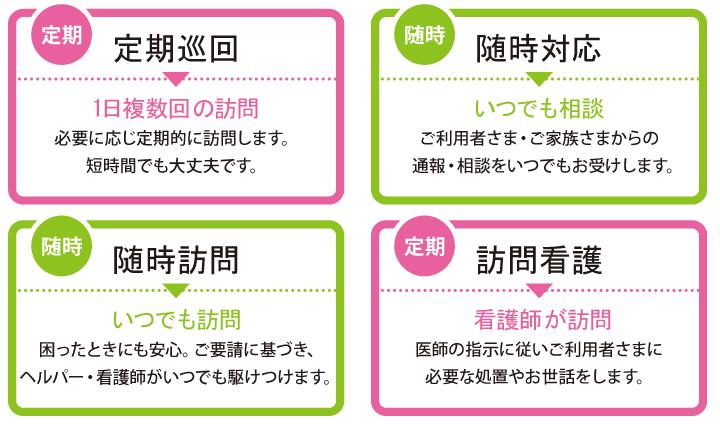 定期
定期巡回
1日複数回の訪問
必要に応じ定期的に訪問します。
短時間でも大丈夫です。
随時
随時対応
いつでも相談
ご利用者さま・ご家族さまからの
通報・相談をいつでもお受けします。
随時
随時訪問
いつでも訪問
困ったときにも安心。ご要請に基づき、
ヘルパー・看護師がいつでも駆けつけます。
定期
訪問看護
看護師が訪問
医師の指示に従いご利用者さまに
必要な処置やお世話をします。